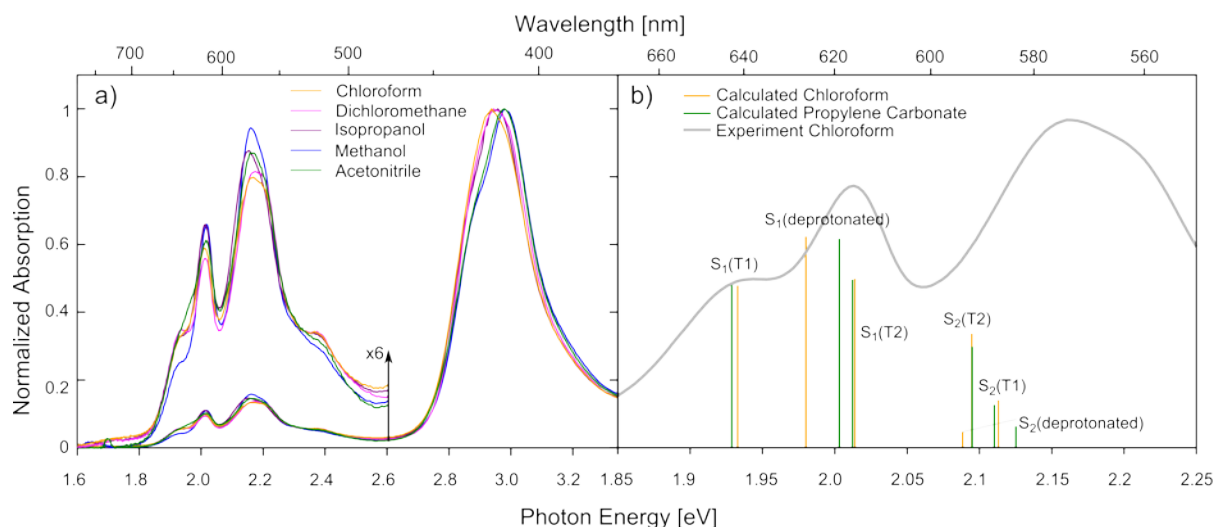 Wavelength [nm]
700 600 500 400 660 640 620 600 580 560
a)
Chloroform
Dichloromethane
Isopropanol
Methanol
Acetonitrile
x6
b)
Calculated Chloroform
Calculated Propylene Carbonate
Experiment Chloroform
S1(deprotonated)
S1(T1)
S1(T2)
S2(T2)
S2(T1)
S2(deprotonated)
Normalized Absorption
1
0.8
0.6
0.4
0.2
0
1.6 1.8 2.0 2.2 2.4 2.6 2.8 3.0 3.2 1.85 1.9 1.95 2.0 2.05 2.1 2.15 2.2 2.25
Photon Energy [eV]